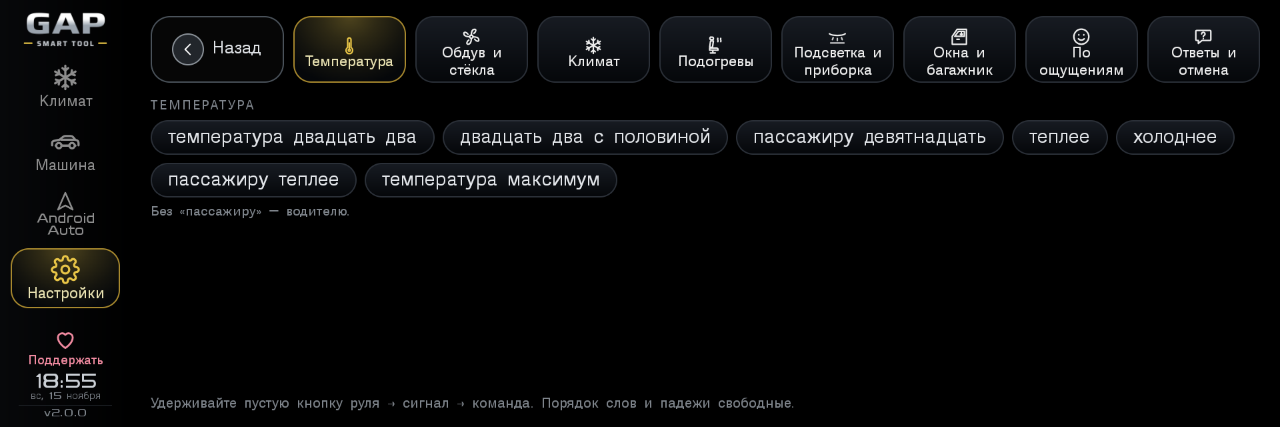 GAP
SMART TOOL
Климат
Машина
Android
Auto
Настройки
Поддержать
18:55
вс, 15 ноября
v2.0.0
Назад
Температура
Обдув и
стёкла
Климат
Подогревы
Подсветка и
приборка
Окна и
багажник
По
ощущениям
Ответы и
отмена
ТЕМПЕРАТУРА
температура двадцать два
двадцать два с половиной
пассажиру девятнадцать
теплее
холоднее
пассажиру теплее
температура максимум
Без «пассажиру» — водителю.
Удерживайте пустую кнопку руля → сигнал → команда. Порядок слов и падежи свободные.